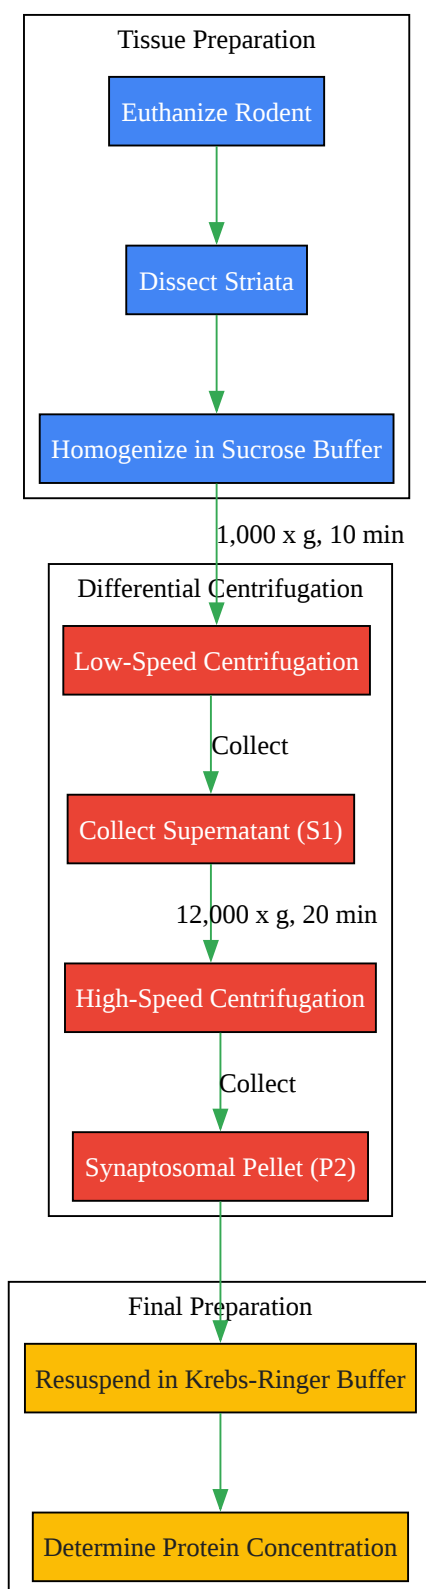 Tissue Preparation
Euthanize Rodent
Dissect Striata
Homogenize in Sucrose Buffer
1,000 x g, 10 min
Differential Centrifugation
Low-Speed Centrifugation
Collect
Collect Supernatant (S1)
12,000 x g, 20 min
High-Speed Centrifugation
Collect
Synaptosomal Pellet (P2)
Final Preparation
Resuspend in Krebs-Ringer Buffer
Determine Protein Concentration